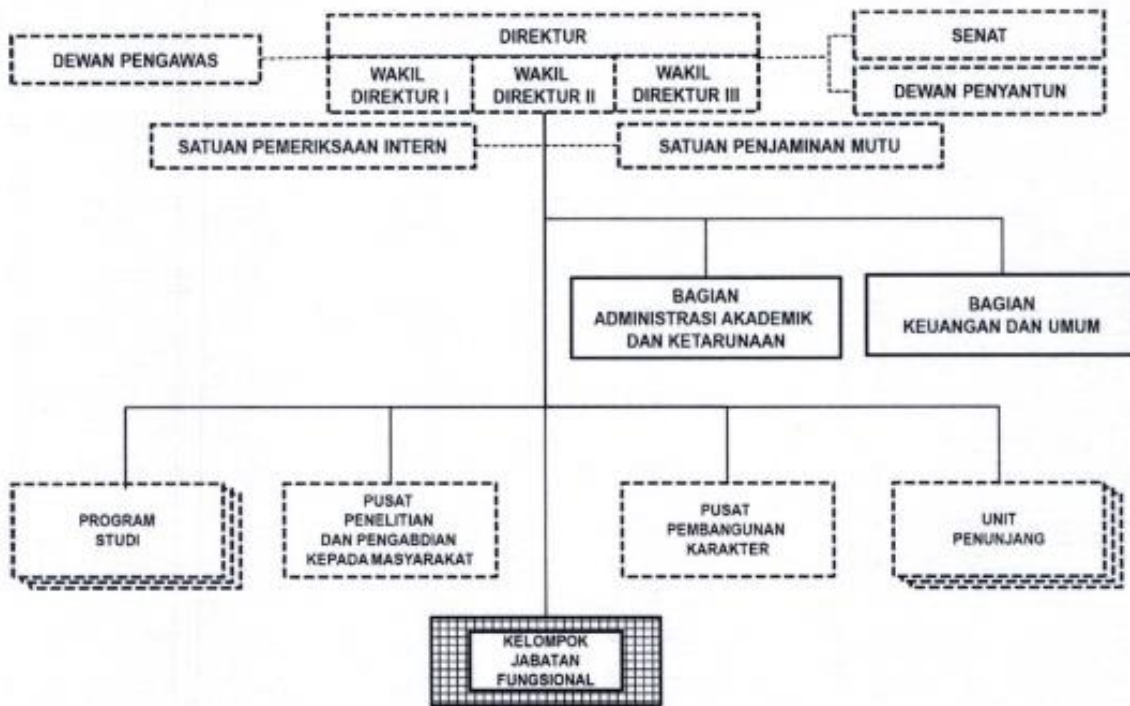 DIREKTUR
SENAT
DEWAN PENGAWAS
WAKIL
DIREKTUR I
WAKIL
DIREKTUR II
WAKIL
DIREKTUR III
DEWAN PENYANTUN
SATUAN PEMERIKSAAN INTERN
SATUAN PENJAMINAN MUTU
BAGIAN
ADMINISTRASI AKADEMIK
DAN KETARUNAAN
BAGIAN
KEUANGAN DAN UMUM
PROGRAM
STUDI
PUSAT
PENELITIAN
DAN PENGABDIAN
KEPADA MASYARAKAT
PUSAT
PEMBANGUNAN
KARAKTER
UNIT
PENUNJANG
KELOMPOK
JABATAN
FUNGSIONAL